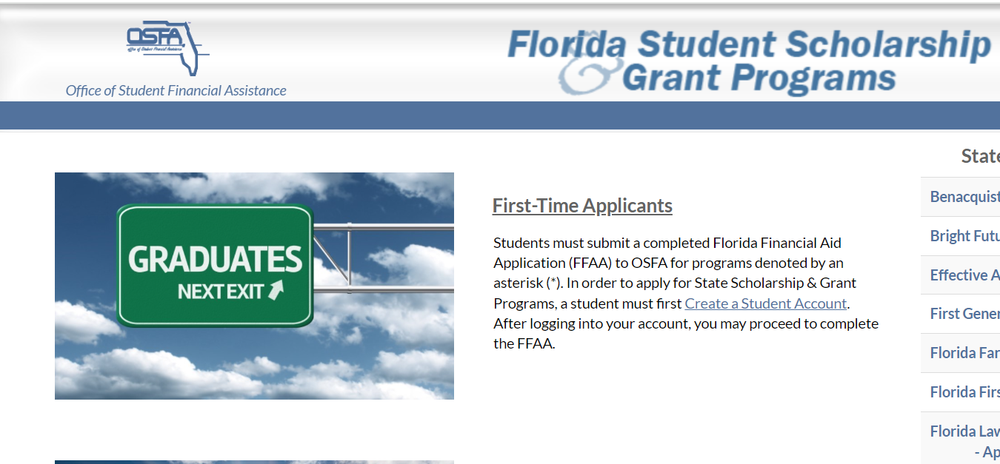 OSFA
Office of Student Financial Assistance
Office of Student Financial Assistance
Florida Student Scholarship
& Grant Programs
GRADUATES
NEXT EXIT
First-Time Applicants
Students must submit a completed Florida Financial Aid
Application (FFAA) to OSFA for programs denoted by an
asterisk (*). In order to apply for State Scholarship & Grant
Programs, a student must first Create a Student Account.
After logging into your account, you may proceed to complete
the FFAA.
State
Benacquist
Bright Futu
Effective A
First Gener
Florida Far
Florida Firs
Florida Law
- Ap